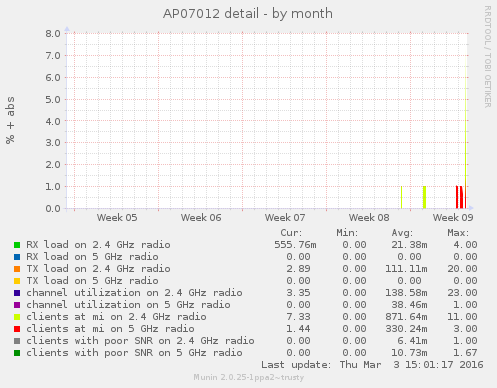 AP07012 detail - by month
RRDTOOL / TOBI OETIKER
% + abs
8.0
7.0
6.0
5.0
4.0
3.0
2.0
1.0
0.0
Week 05 Week 06 Week 07 Week 08 Week 09
Cur: Min: Avg: Max:
RX load on 2.4 GHz radio 555.76m 0.00 21.38m 4.00
RX load on 5 GHz radio 0.00 0.00 0.00 0.00
TX load on 2.4 GHz radio 2.89 0.00 111.11m 20.00
TX load on 5 GHz radio 0.00 0.00 0.00 0.00
channel utilization on 2.4 GHz radio 3.35 0.00 138.58m 23.00
channel utilization on 5 GHz radio 0.00 0.00 38.46m 1.00
clients at mi on 2.4 GHz radio 7.33 0.00 871.64m 11.00
clients at mi on 5 GHz radio 1.44 0.00 330.24m 3.00
clients with poor SNR on 2.4 GHz radio 0.00 0.00 6.41m 1.00
clients with poor SNR on 5 GHz radio 0.00 0.00 10.73m 1.67
Last update: Thu Mar 3 15:01:17 2016
Munin 2.0.25-1ppa2~trusty